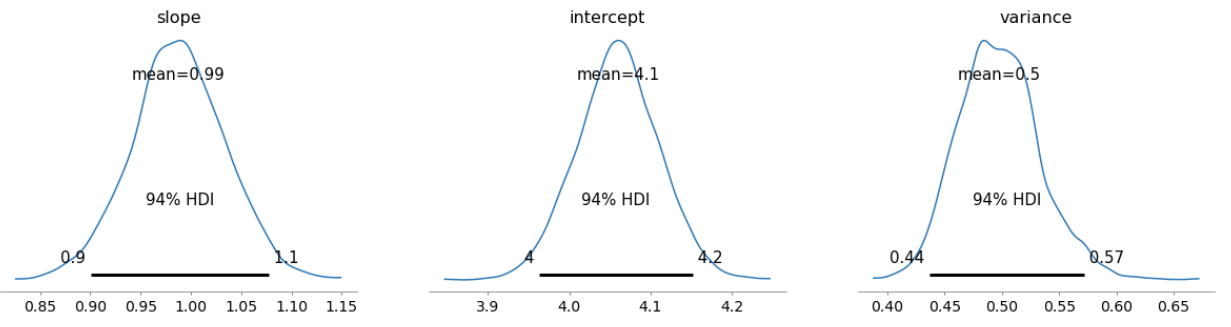 slope
mean=0.99
94% HDI
0.9
1.1
0.85 0.90 0.95 1.00 1.05 1.10 1.15
intercept
mean=4.1
94% HDI
4
4.2
3.9 4.0 4.1 4.2
variance
mean=0.5
94% HDI
0.44
0.57
0.40 0.45 0.50 0.55 0.60 0.65